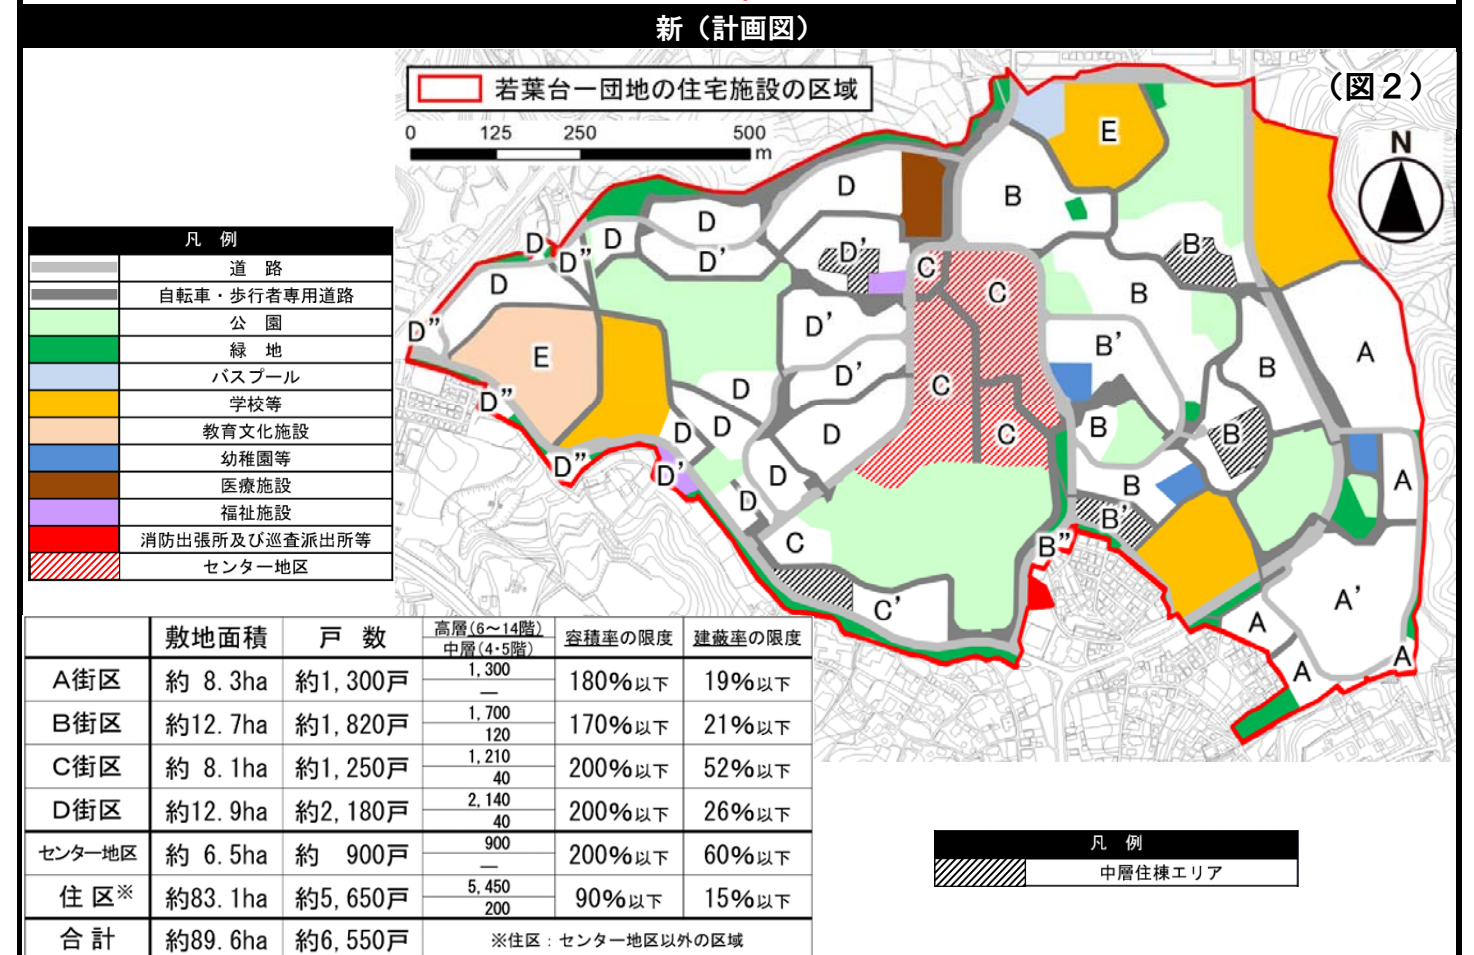 新（計画図）
若葉台一団地の住宅施設の区域
（図２）
0 125 250 500
m
N
凡 例
道 路
自転車・歩行者専用道路
公 園
緑 地
バスプール
学校等
教育文化施設
幼稚園等
医療施設
福祉施設
消防出張所及び巡査派出所等
センター地区
E
B
D
D
D
D'
D'
D
D”
D
D”
E
D”
D”
D'
D
D
D
D
D
D
D'
D'
C
C
C
C
C
C'
B
B
B'
B
B
B
B
B'
B”
A
A
A'
A
A
A
敷地面積 戸 数 高層(6～14階) 容積率の限度 建蔽率の限度
中層(4・5階)
A街区 約 8.3ha 約1,300戸 1,300 180%以下 19%以下
―
B街区 約12.7ha 約1,820戸 1,700 170%以下 21%以下
120
C街区 約 8.1ha 約1,250戸 1,210 200%以下 52%以下
40
D街区 約12.9ha 約2,180戸 2,140 200%以下 26%以下
40
センター地区 約 6.5ha 約 900戸 900 200%以下 60%以下
―
住 区※ 約83.1ha 約5,650戸 5,450 90%以下 15%以下
200
合 計 約89.6ha 約6,550戸 ※住区：センター地区以外の区域
凡 例
中層住棟エリア